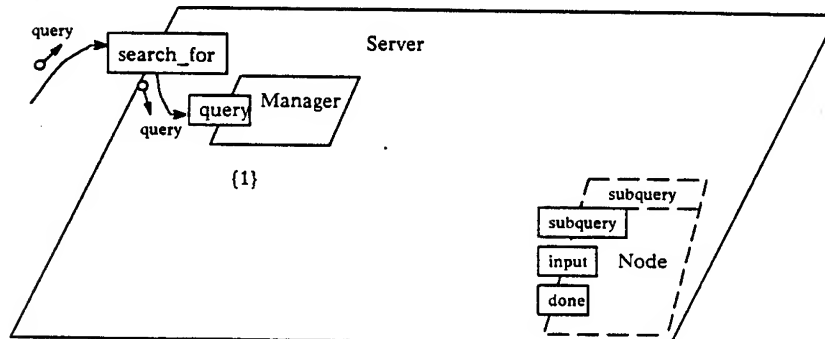 query
search_for
Server
query
Manager
query
{1}
subquery
subquery
input
Node
done